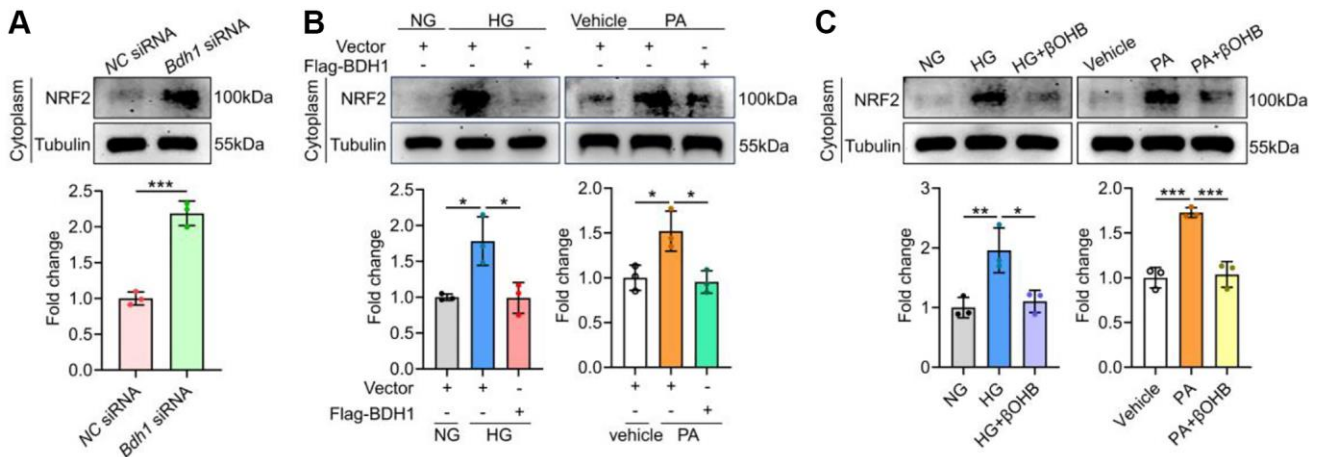 A
NC siRNA
Bdh1 siRNA
Cytoplasm
NRF2
100kDa
Tubulin
55kDa
***
Fold change
2.5
2.0
1.5
1.0
0.5
0.0
NC siRNA
Bdh1 siRNA
B
NG HG Vehicle PA
Vector + + - + + -
Flag-BDH1 - - + - - +
Cytoplasm
NRF2
100kDa
Tubulin
55kDa
* *
Fold change
2.5
2.0
1.5
1.0
0.5
0.0
Vector + + -
Flag-BDH1 - - +
NG HG
* *
Fold change
2.0
1.5
1.0
0.5
0.0
+ + -
- - +
vehicle PA
C
NG
HG
HG+βOHB
Vehicle
PA
PA+βOHB
Cytoplasm
NRF2
100kDa
Tubulin
55kDa
** *
Fold change
3
2
1
0
NG
HG
HG+βOHB
*** ***
Fold change
2.0
1.5
1.0
0.5
0.0
Vehicle
PA
PA+βOHB